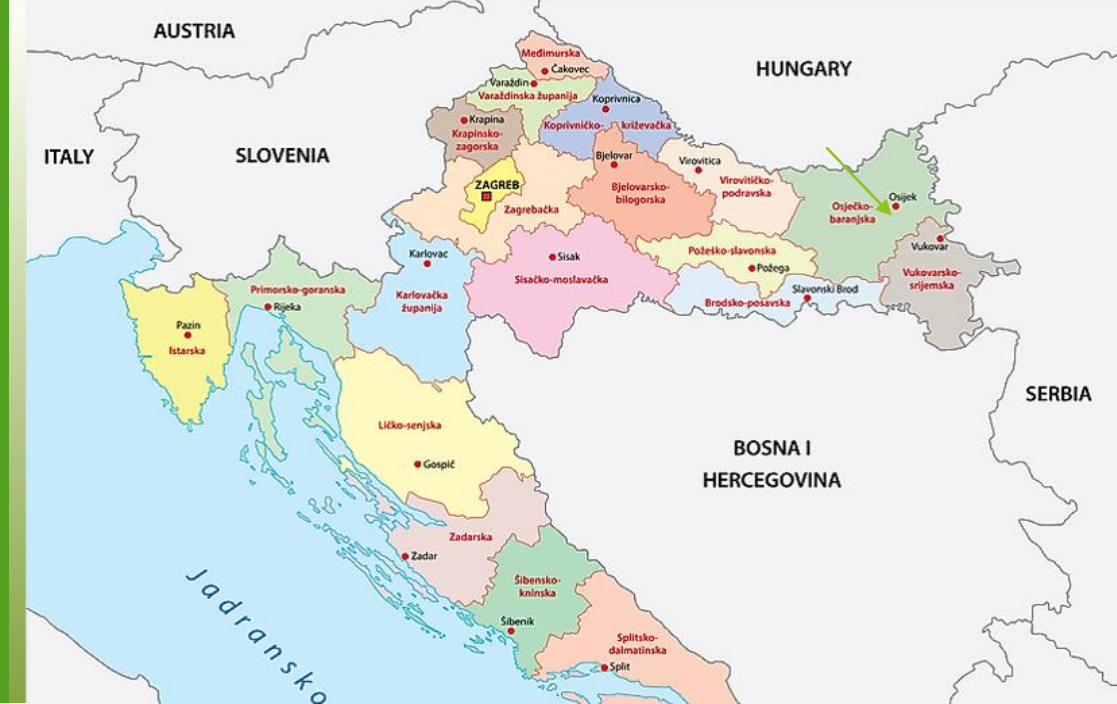 AUSTRIA
HUNGARY
ITALY
SLOVENIA
Međimurska
Čakovec
Varaždin
Varaždinska županija
Koprivnica
Koprivničko-
križevačka
Krapina
Krapinsko-
zagorska
ZAGREB
Zagrebačka
Bjelovar
Bjelovarsko-
bilogorska
Virovitica
Virovitičko-
podravska
Osijek
Osječko-
baranjska
Vukovar
Vukovarsko-
srijemska
Požeško-slavonska
Požega
Slavonski Brod
Brodsko-posavska
Sisak
Sisačko-moslavačka
Karlovac
Karlovačka
županija
Primorsko-goranska
Rijeka
Pazin
Istarska
SERBIA
Ličko-senjska
Gospič
BOSNA I
HERCEGOVINA
Zadarska
Zadar
Šibensko-
kninska
Šibenik
Splitsko-
dalmatinska
Split
Jadransko